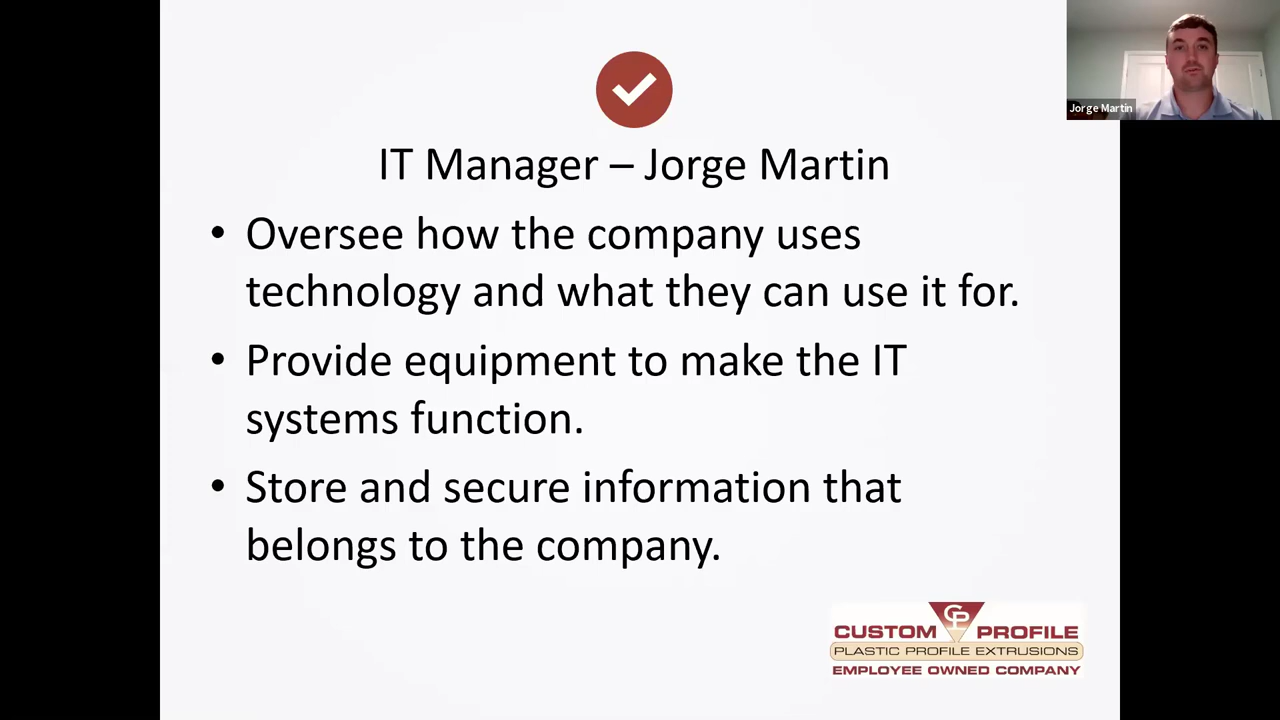 IT Manager – Jorge Martin
• Oversee how the company uses
technology and what they can use it for.
• Provide equipment to make the IT
systems function.
• Store and secure information that
belongs to the company.
Jorge Martin
CP
CUSTOM PROFILE
PLASTIC PROFILE EXTRUSIONS
EMPLOYEE OWNED COMPANY